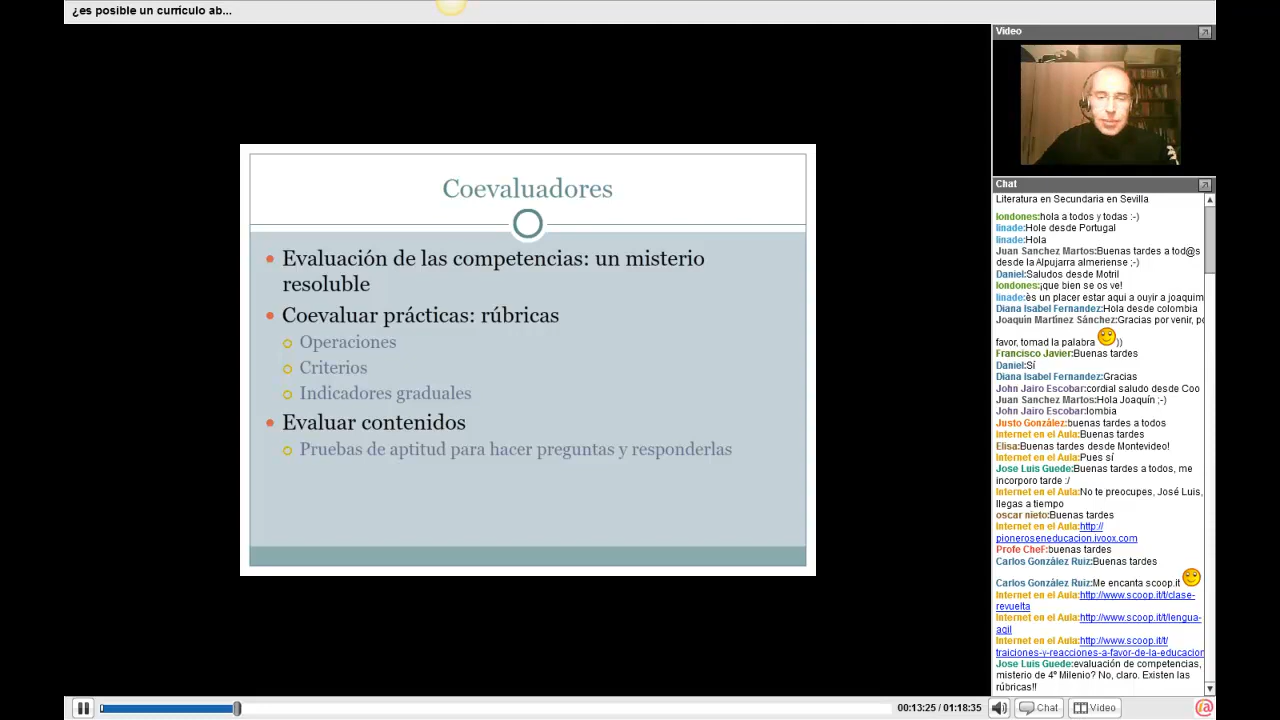 ¿es posible un currículo ab...
Coevaluadores
Evaluación de las competencias: un misterio
resoluble
Coevaluar prácticas: rúbricas
Operaciones
Criterios
Indicadores graduales
Evaluar contenidos
Pruebas de aptitud para hacer preguntas y responderlas
Video
Chat
Literatura en Secundaria en Sevilla
londones:hola a todos y todas :-)
linade:Hole desde Portugal
linade:Hola
Juan Sanchez Martos:Buenas tardes a tod@s
desde la Alpujarra almeriense ;-)
Daniel:Saludos desde Motril
londones:¡que bien se os ve!
linade:ès un placer estar aqui a ouyir a joaquim
Diana Isabel Fernandez:Hola desde colombia
Joaquín Martínez Sánchez:Gracias por venir, po
favor, tomad la palabra ))
Francisco Javier:Buenas tardes
Daniel:Sí
Diana Isabel Fernandez:Gracias
John Jairo Escobar:cordial saludo desde Coo
Juan Sanchez Martos:Hola Joaquín ;-)
John Jairo Escobar:lombia
Justo González:buenas tardes a todos
Internet en el Aula:Buenas tardes
Elisa:Buenas tardes desde Montevideo!
Internet en el Aula:Pues sí
Jose Luis Guede:Buenas tardes a todos, me
incorporo tarde :/
Internet en el Aula:No te preocupes, José Luis,
llegas a tiempo
oscar nieto:Buenas tardes
Internet en el Aula:http://
pioneroseneducacion.ivoox.com
Profe CheF:buenas tardes
Carlos González Ruiz:Buenas tardes
Carlos González Ruiz:Me encanta scoop.it
Internet en el Aula:http://www.scoop.it/t/clase-
revuelta
Internet en el Aula:http://www.scoop.it/t/lengua-
agil
Internet en el Aula:http://www.scoop.it/t/
traiciones-y-reacciones-a-favor-de-la-educacion
Jose Luis Guede:evaluación de competencias,
misterio de 4º Milenio? No, claro. Existen las
rúbricas!!
00:13:25 / 01:18:35
Chat
Video